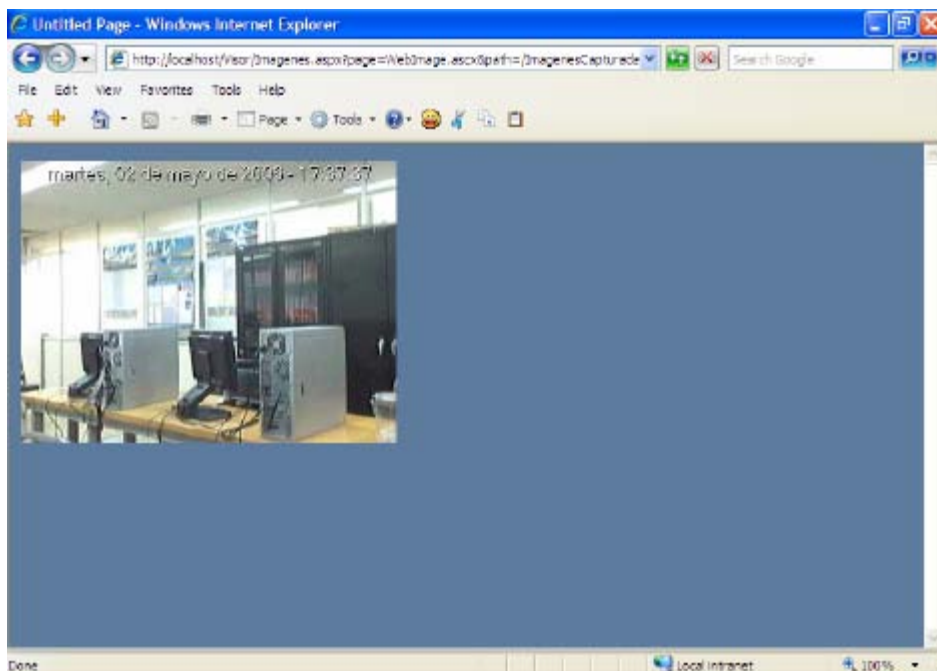 Untitled Page - Windows Internet Explorer
http://localhost/Visor/Imagenes.aspx?page=WebImage.ascx&path=/ImagenesCapturade
Search Google
File Edit View Favorites Tools Help
Page Tools
martes, 02 de mayo de - 17:37:37
Done
Local intranet
100%